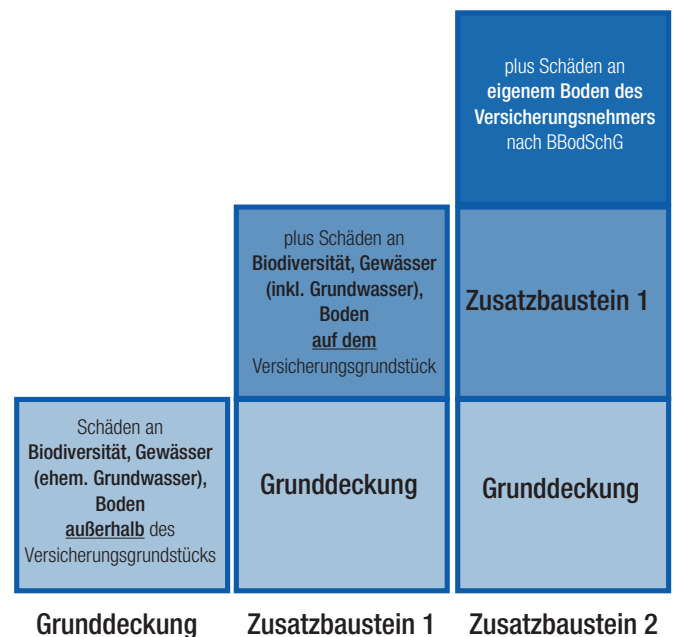 plus Schäden an
eigenem Boden des
Versicherungsnehmers
nach BBodSchG
plus Schäden an
Biodiversität, Gewässer
(inkl. Grundwasser),
Boden
auf dem
Versicherungsgrundstück
Zusatzbaustein 1
Schäden an
Biodiversität, Gewässer
(ehem. Grundwasser),
Boden
außerhalb des
Versicherungsgrundstücks
Grunddeckung
Grunddeckung
Grunddeckung
Zusatzbaustein 1
Zusatzbaustein 2